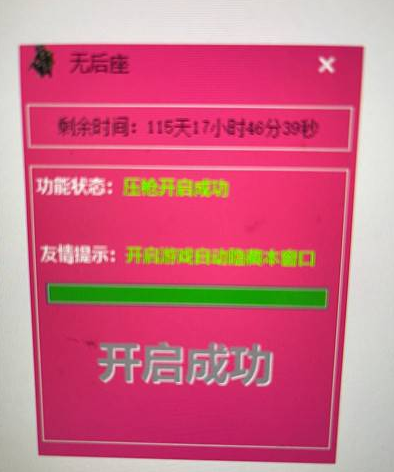 无后座
剩余时间：115天17小时46分39秒
功能状态：压枪开启成功
友情提示：开启游戏自动隐藏本窗口
开启成功